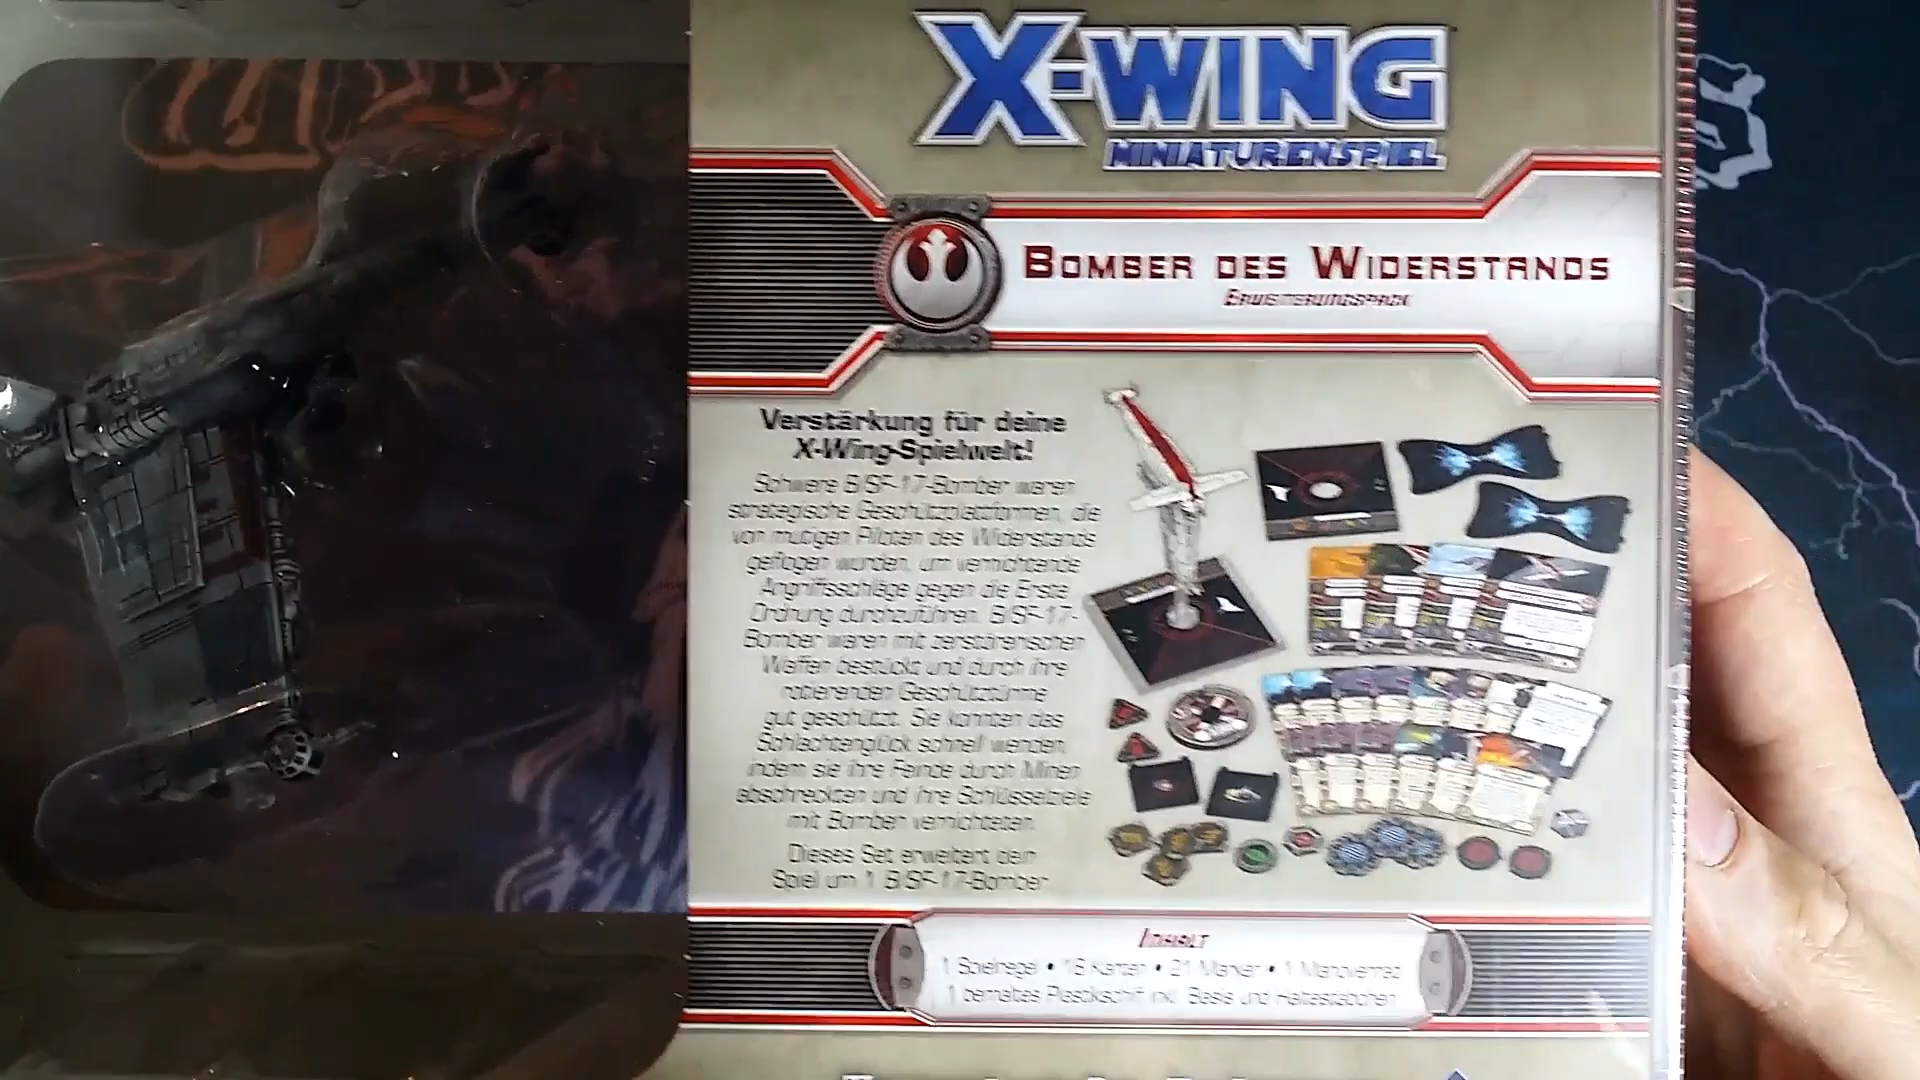 X-WING
MINIATURENSPIEL
BOMBER DES WIDERSTANDS
ERWEITERUNGSPACK
Verstärkung für deine
X-Wing-Spielwelt!
Schwere B/SF-17-Bomber waren
strategische Geschützplattformen, die
von mutigen Piloten des Widerstands
geflogen wurden, um vernichtende
Angriffsschläge gegen die Erste
Ordnung durchzuführen. B/SF-17-
Bomber waren mit zerstörerischen
Waffen bestückt und durch ihre
rotierenden Geschütztürme
gut geschützt. Sie konnten das
Schlachtenglück schnell wenden,
indem sie ihre Feinde durch Minen
abschreckten und ihre Schlüsselziele
mit Bomben vernichteten.
Dieses Set erweitert dein
Spiel um 1 B/SF-17-Bomber.
INHALT
1 Spielregel • 18 Karten • 21 Marker • 1 Manöverrad
1 bemaltes Plastikschiff inkl. Basis und Haltestäbchen